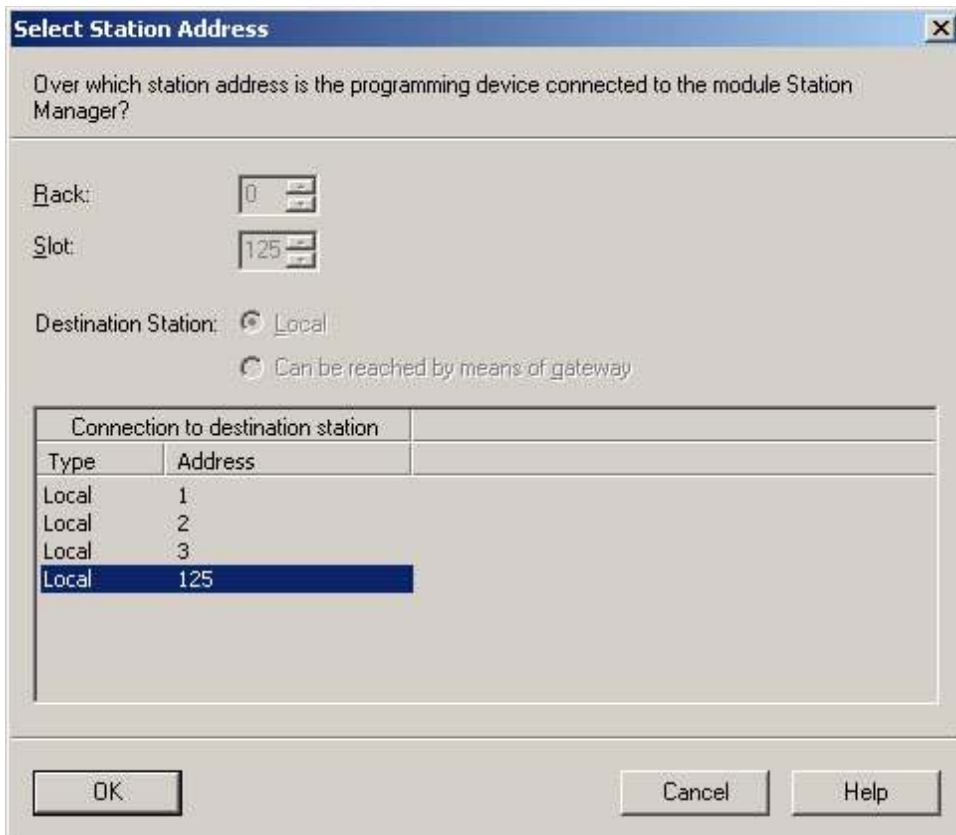 Select Station Address
Over which station address is the programming device connected to the module Station
Manager?
Rack: 0
Slot: 125
Destination Station: Local
Can be reached by means of gateway
Connection to destination station
Type Address
Local 1
Local 2
Local 3
Local 125
OK Cancel Help